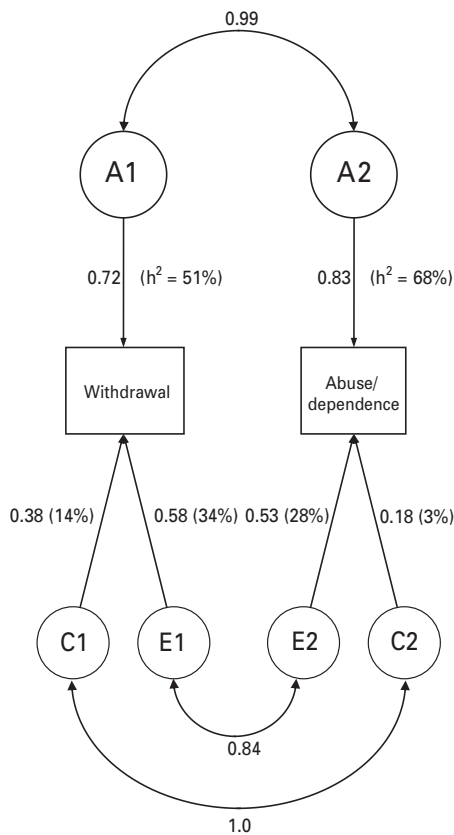 0.99
A1
A2
0.72 (h² = 51%)
0.83 (h² = 68%)
Withdrawal
Abuse/
dependence
0.38 (14%)
0.58 (34%)
0.53 (28%)
0.18 (3%)
C1
E1
E2
C2
0.84
1.0